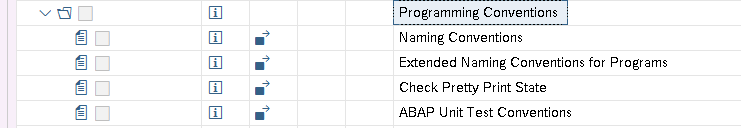 Programming Conventions
Naming Conventions
Extended Naming Conventions for Programs
Check Pretty Print State
ABAP Unit Test Conventions